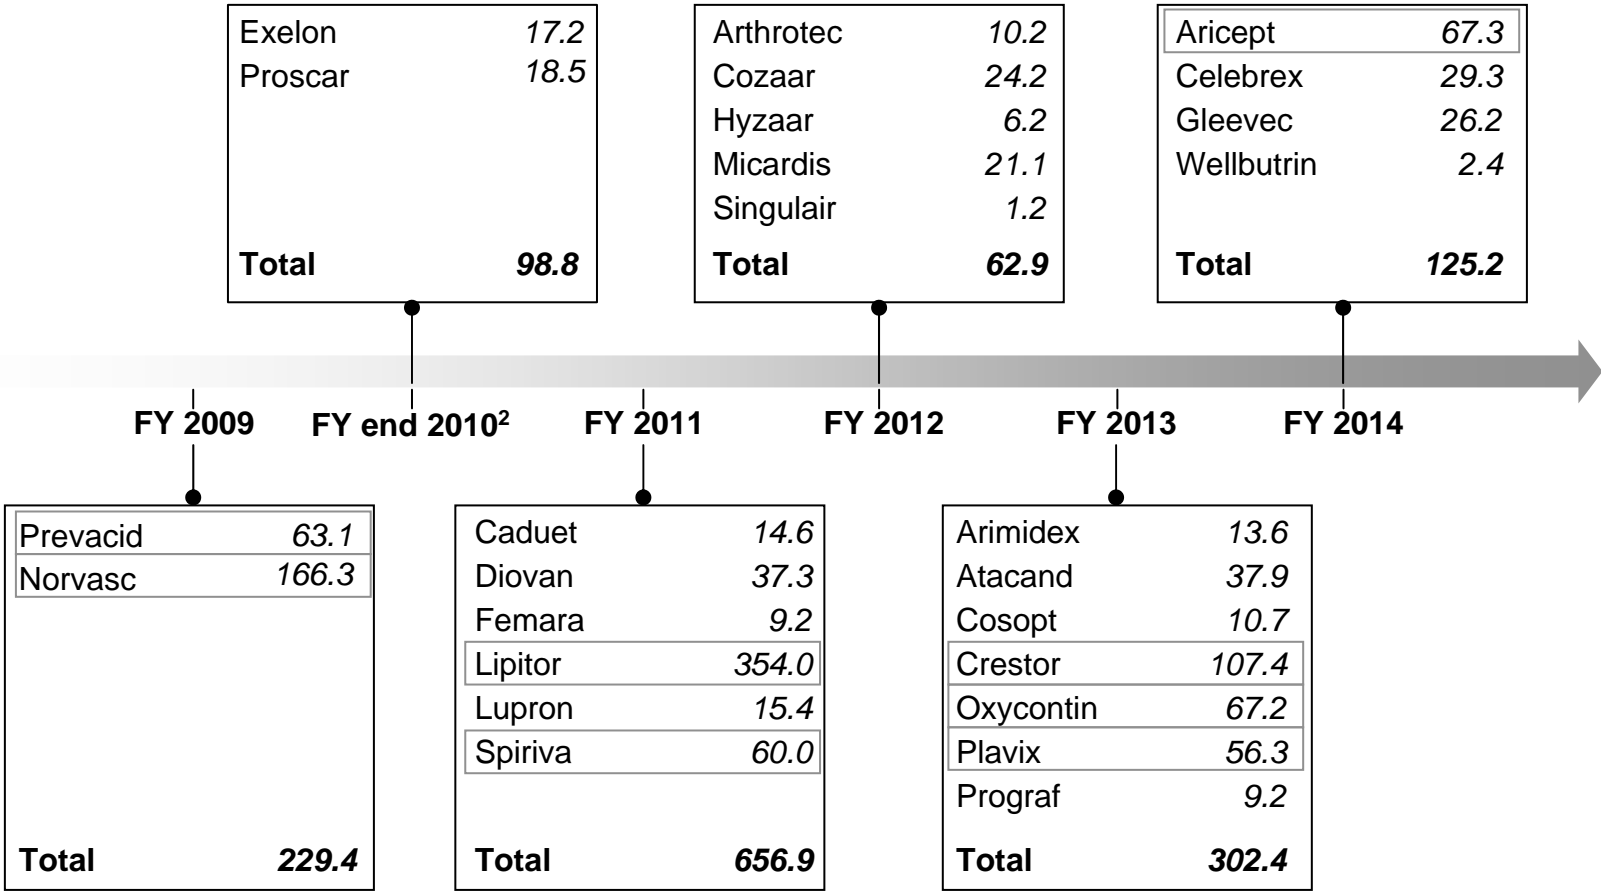 Exelon 17.2
Proscar 18.5
Total 98.8
Arthrotec 10.2
Cozaar 24.2
Hyzaar 6.2
Micardis 21.1
Singulair 1.2
Total 62.9
Aricept 67.3
Celebrex 29.3
Gleevec 26.2
Wellbutrin 2.4
Total 125.2
FY 2009 FY end 2010² FY 2011 FY 2012 FY 2013 FY 2014
Prevacid 63.1
Norvasc 166.3
Total 229.4
Caduet 14.6
Diovan 37.3
Femara 9.2
Lipitor 354.0
Lupron 15.4
Spiriva 60.0
Total 656.9
Arimidex 13.6
Atacand 37.9
Cosopt 10.7
Crestor 107.4
Oxycontin 67.2
Plavix 56.3
Prograf 9.2
Total 302.4